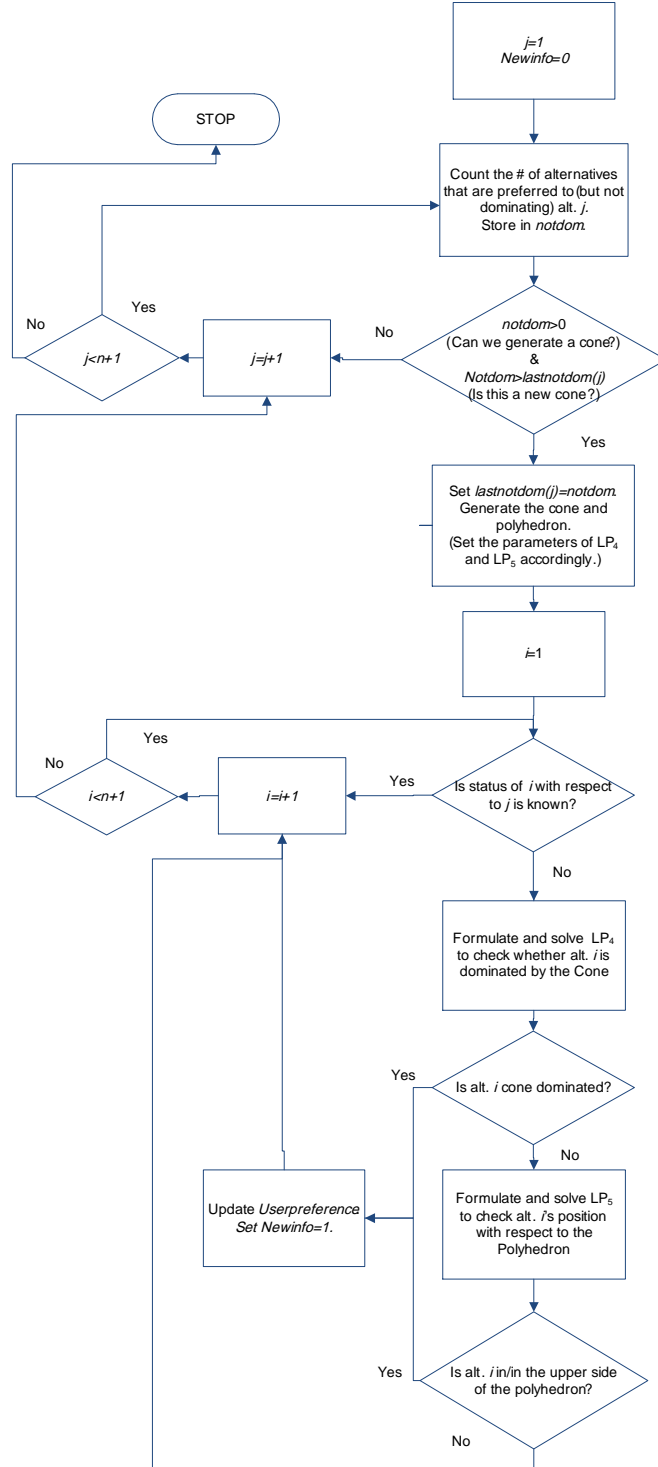 j=1
Newinfo=0
STOP
Count the # of alternatives
that are preferred to (but not
dominating) alt. j.
Store in notdom.
No
Yes
j<n+1
j=j+1
No
notdom>0
(Can we generate a cone?)
&
Notdom>lastnotdom(j)
(Is this a new cone?)
Yes
Set lastnotdom(j)=notdom.
Generate the cone and
polyhedron.
(Set the parameters of LP4
and LP5 accordingly.)
i=1
No
Yes
i<n+1
i=i+1
Yes
Is status of i with respect
to j is known?
No
Formulate and solve LP4
to check whether alt. i is
dominated by the Cone
Yes
Is alt. i cone dominated?
No
Update Userpreference.
Set Newinfo=1.
Formulate and solve LP5
to check alt. i's position
with respect to the
Polyhedron
Yes
Is alt. i in/in the upper side
of the polyhedron?
No